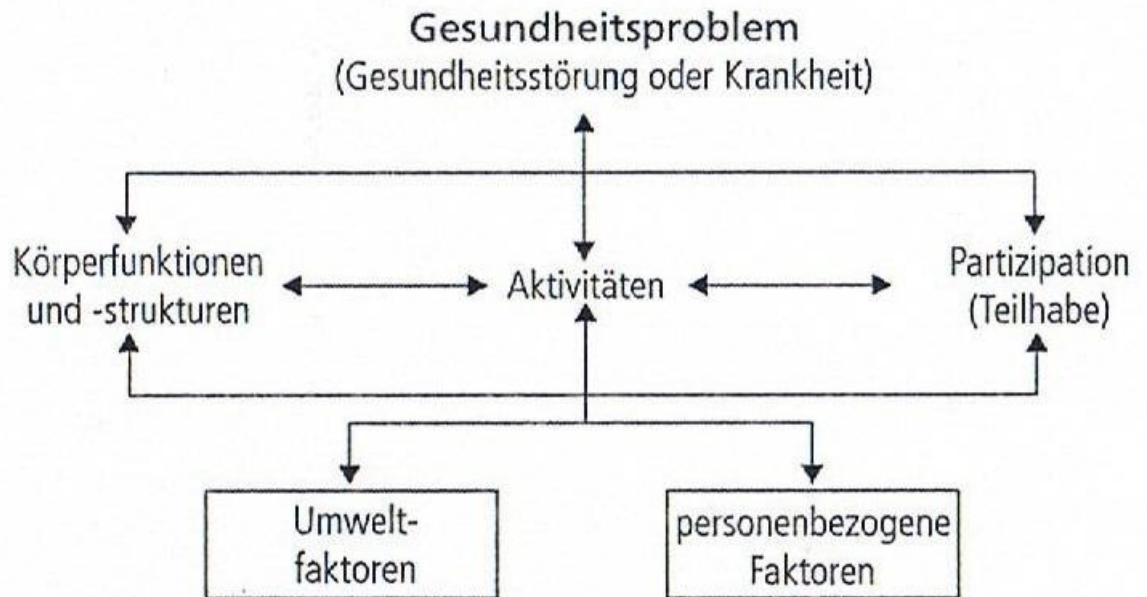 Gesundheitsproblem
(Gesundheitsstörung oder Krankheit)
Körperfunktionen
und -strukturen
Aktivitäten
Partizipation
(Teilhabe)
Umwelt-
faktoren
personenbezogene
Faktoren